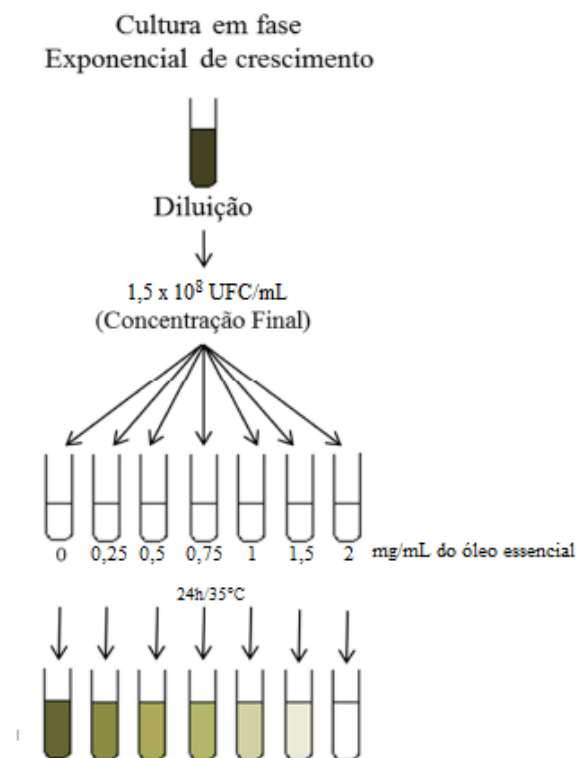 Cultura em fase
Exponencial de crescimento
Diluição
1,5 x 10⁸ UFC/mL
(Concentração Final)
0 0,25 0,5 0,75 1 1,5 2 mg/mL do óleo essencial
24h/35°C